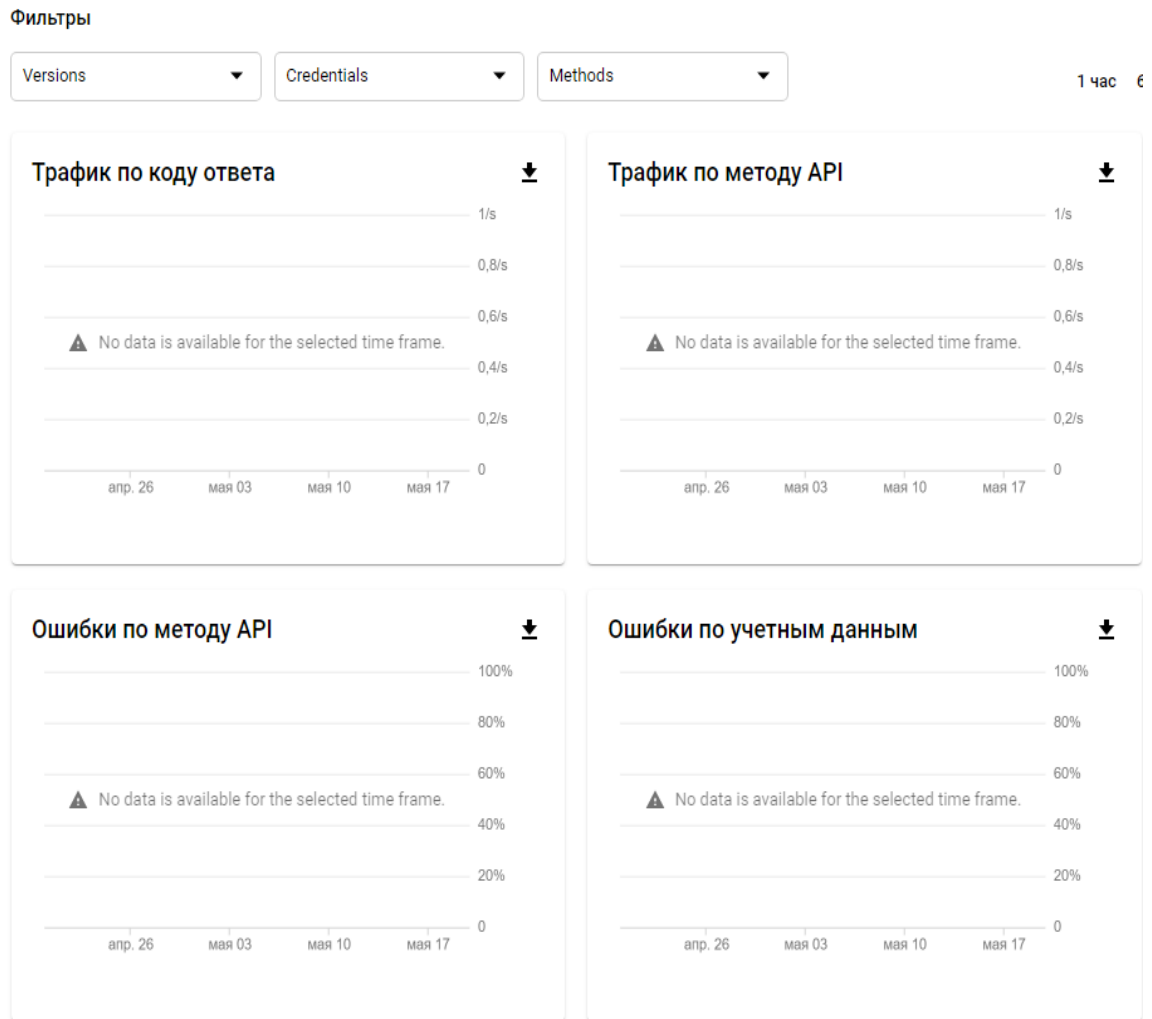 Фильтры
Versions
Credentials
Methods
1 час
Трафик по коду ответа
1/s
0,8/s
0,6/s
No data is available for the selected time frame.
0,4/s
0,2/s
0
апр. 26 мая 03 мая 10 мая 17
Трафик по методу API
1/s
0,8/s
0,6/s
No data is available for the selected time frame.
0,4/s
0,2/s
0
апр. 26 мая 03 мая 10 мая 17
Ошибки по методу API
100%
80%
60%
No data is available for the selected time frame.
40%
20%
0
апр. 26 мая 03 мая 10 мая 17
Ошибки по учетным данным
100%
80%
60%
No data is available for the selected time frame.
40%
20%
0
апр. 26 мая 03 мая 10 мая 17